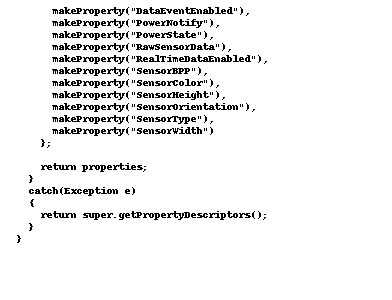 makeProperty("DataEventEnabled"),
makeProperty("PowerNotify"),
makeProperty("PowerState"),
makeProperty("RawSensorData"),
makeProperty("RealTimeDataEnabled"),
makeProperty("SensorBPP"),
makeProperty("SensorColor"),
makeProperty("SensorHeight"),
makeProperty("SensorOrientation"),
makeProperty("SensorType"),
makeProperty("SensorWidth")
};
return properties;
}
catch(Exception e)
{
return super.getPropertyDescriptors();
}
}